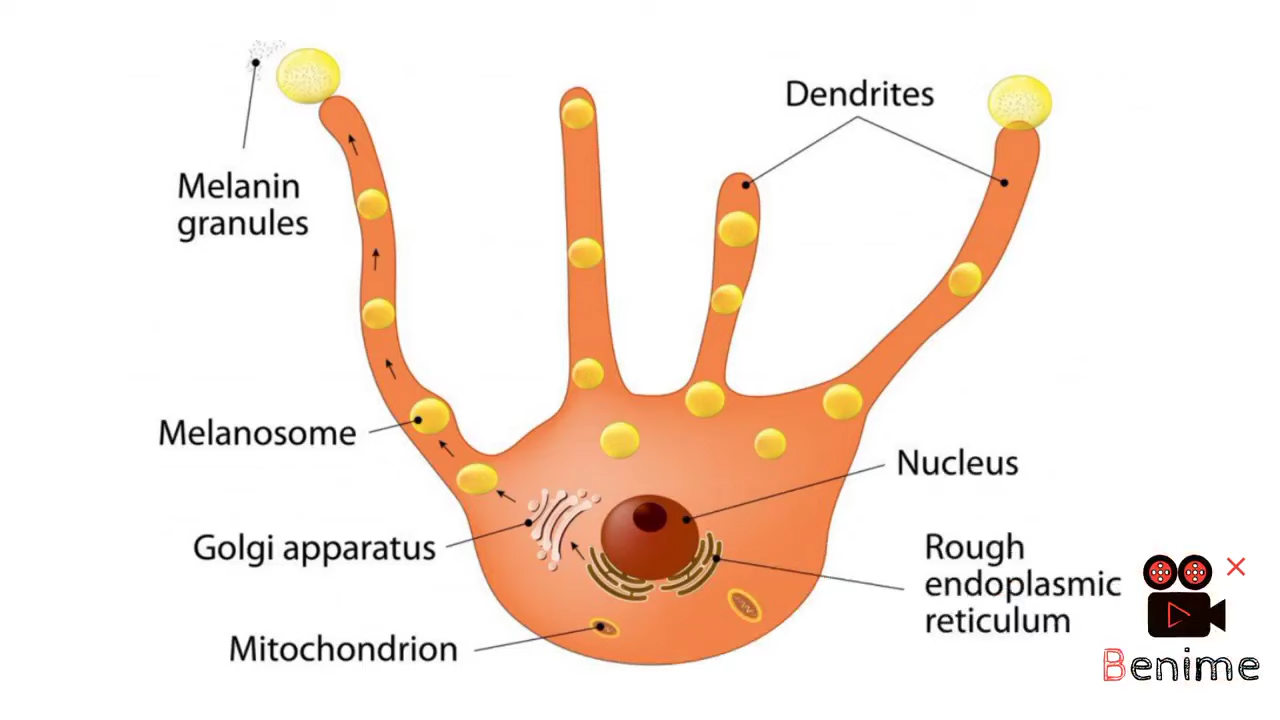 Dendrites
Melanin
granules
Melanosome
Nucleus
Golgi apparatus
Rough
endoplasmic
reticulum
Mitochondrion
Benime